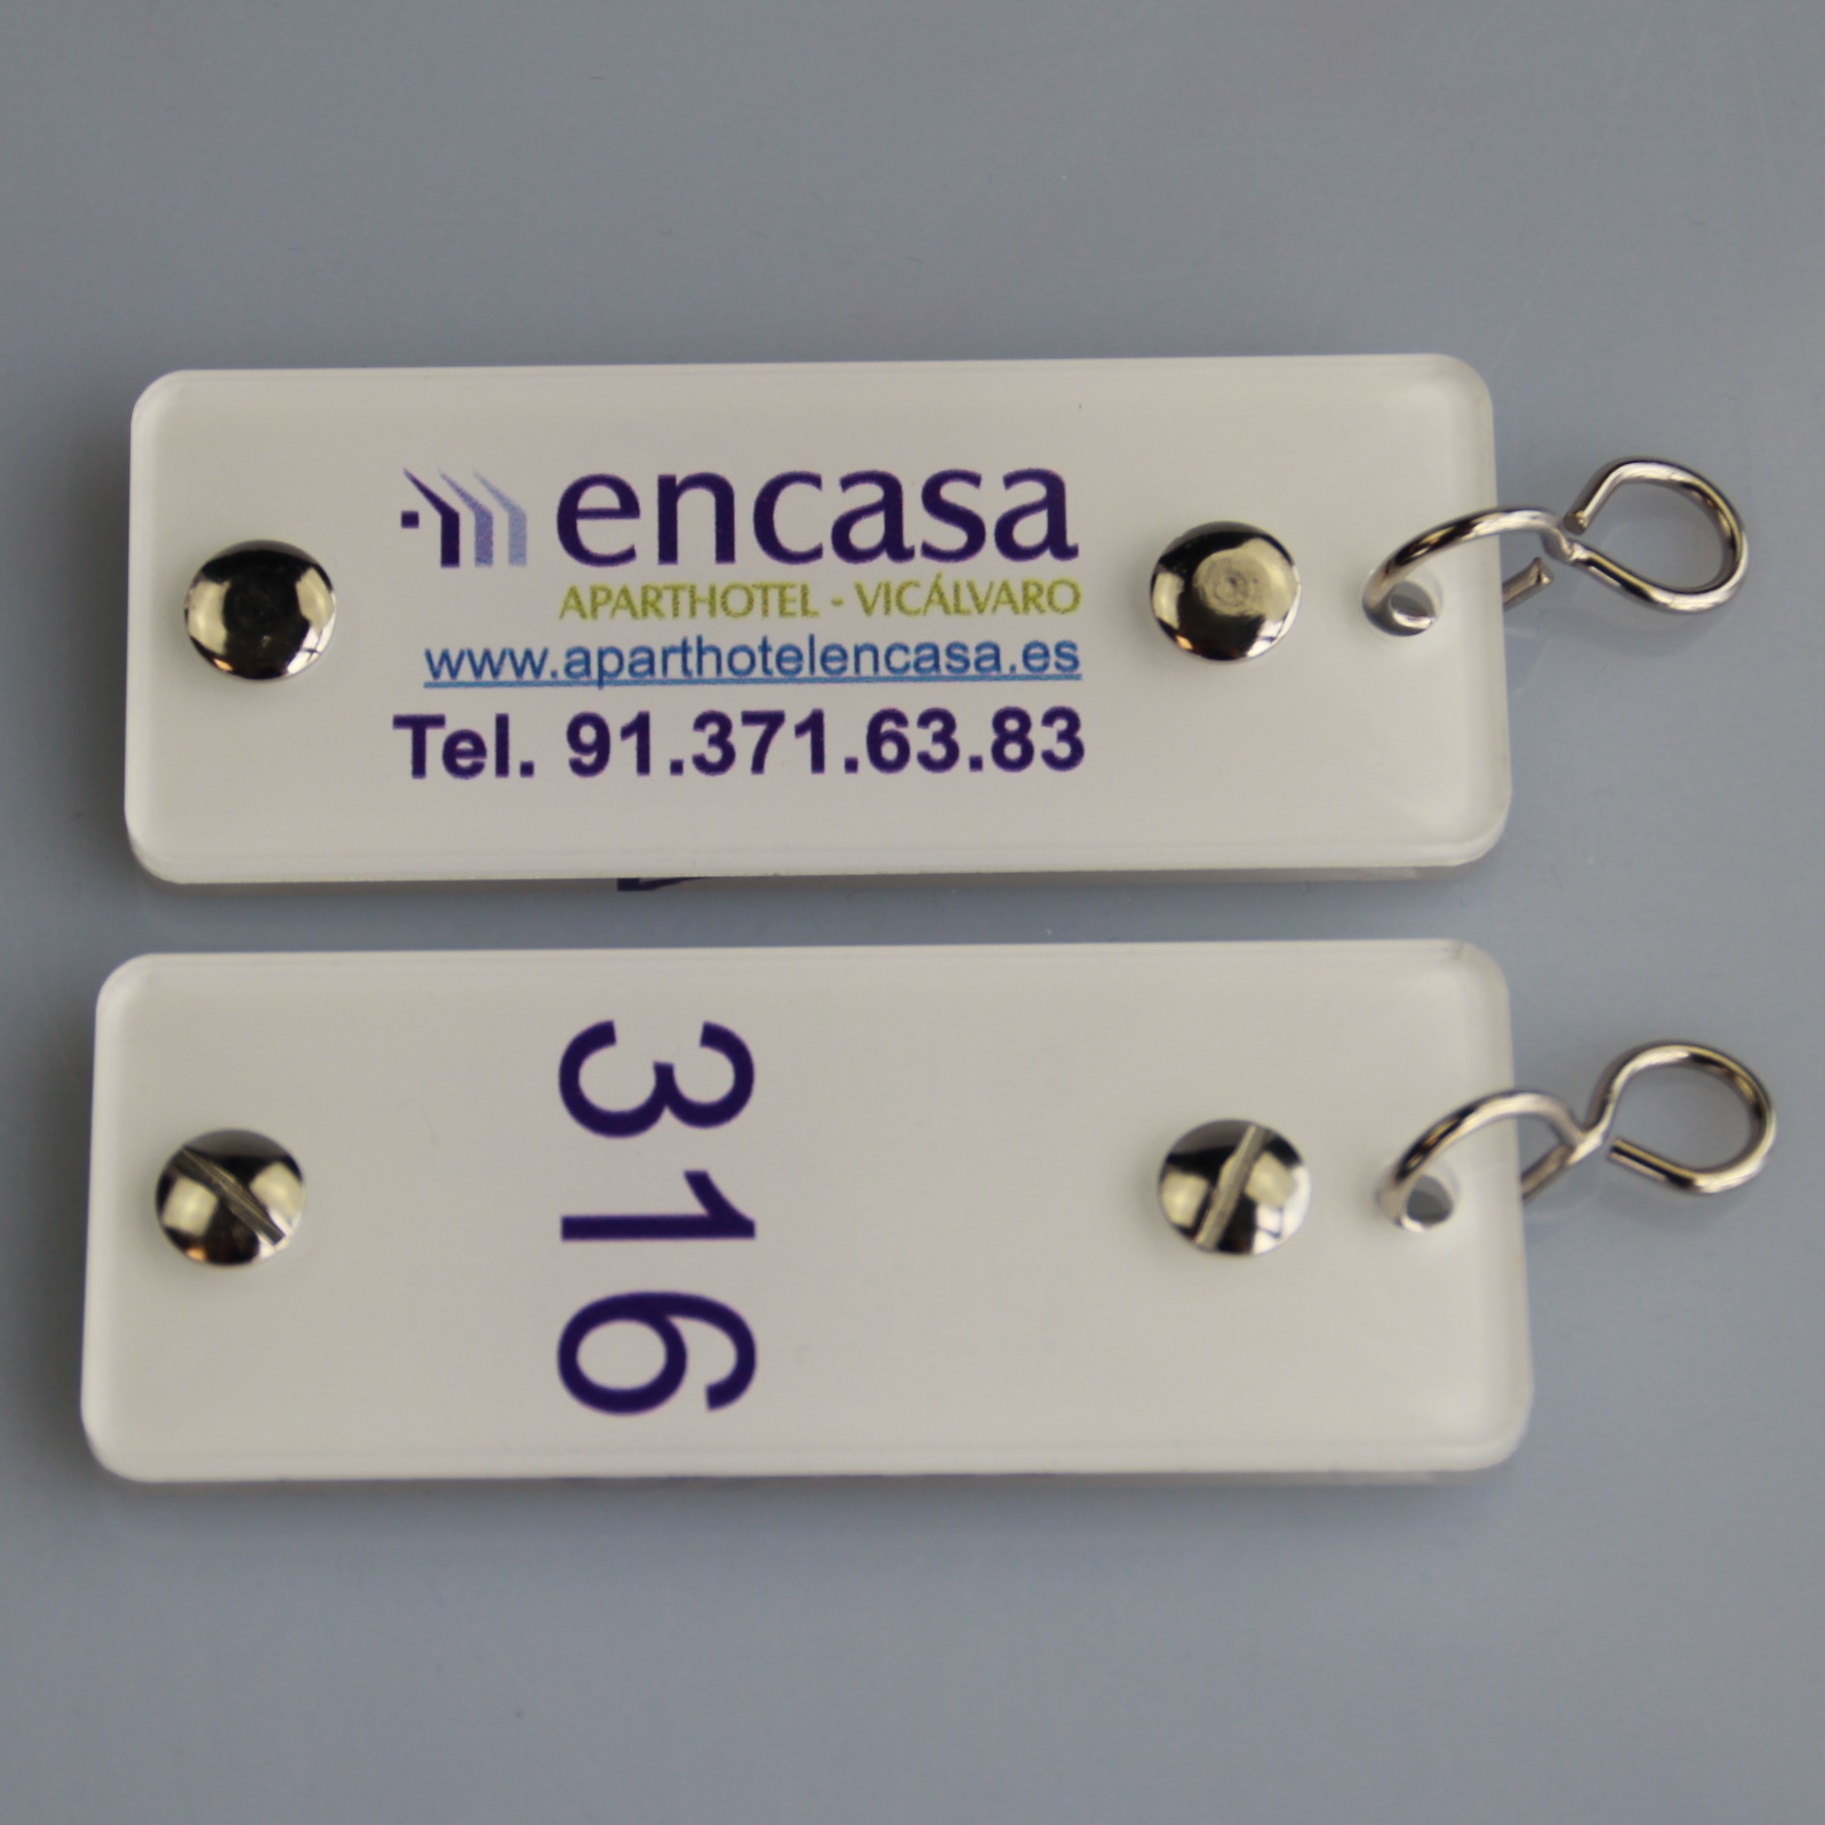 encasa
APARTHOTEL - VICÁLVARO
www.aparthotelencasa.es
Tel. 91.371.63.83
316